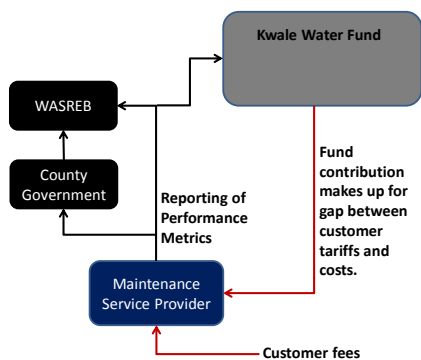 Kwale Water Fund
WASREB
County
Government
Reporting of
Performance
Metrics
Fund
contribution
makes up for
gap between
customer
tariffs and
costs.
Maintenance
Service Provider
Customer fees